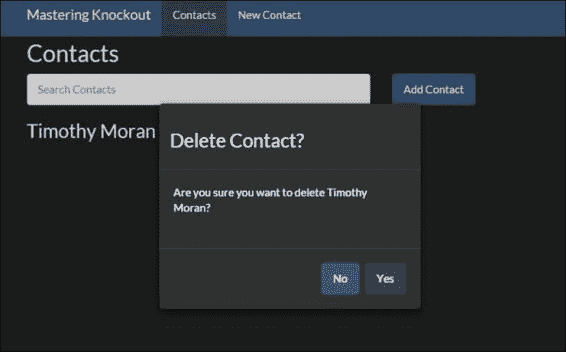 Mastering Knockout Contacts New Contact
Contacts
Search Contacts Add Contact
Timothy Moran
Delete Contact?
Are you sure you want to delete Timothy
Moran?
No Yes